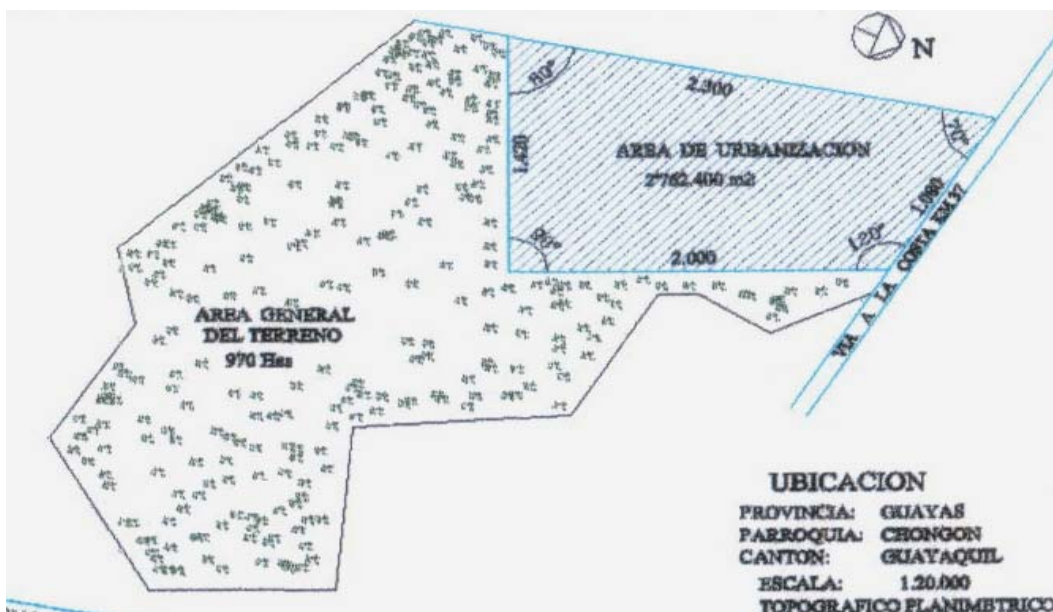 N
80°
2.300
70°
1.420
AREA DE URBANIZACION
2'762.400 m2
1.080
90°
2.000
120°
VIA A LA COSTA KM 37
AREA GENERAL
DEL TERRENO
970 Has
UBICACION
PROVINCIA: GUAYAS
PARROQUIA: CHONGON
CANTON: GUAYAQUIL
ESCALA: 1.20.000
TOPOGRAFICO PLANIMETRICO